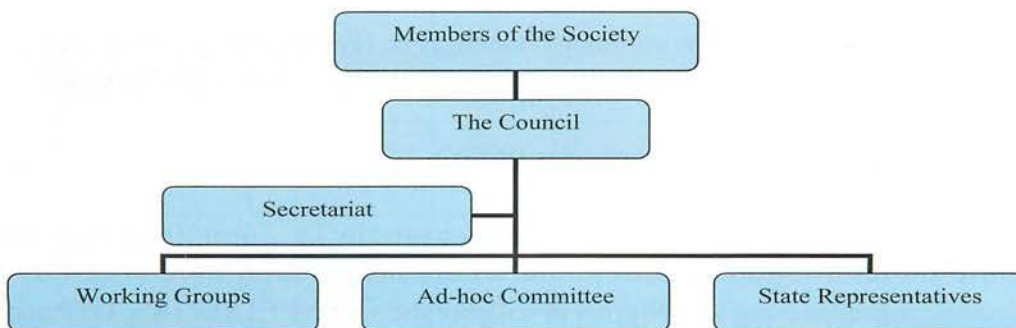 Members of the Society
The Council
Secretariat
Working Groups
Ad-hoc Committee
State Representatives